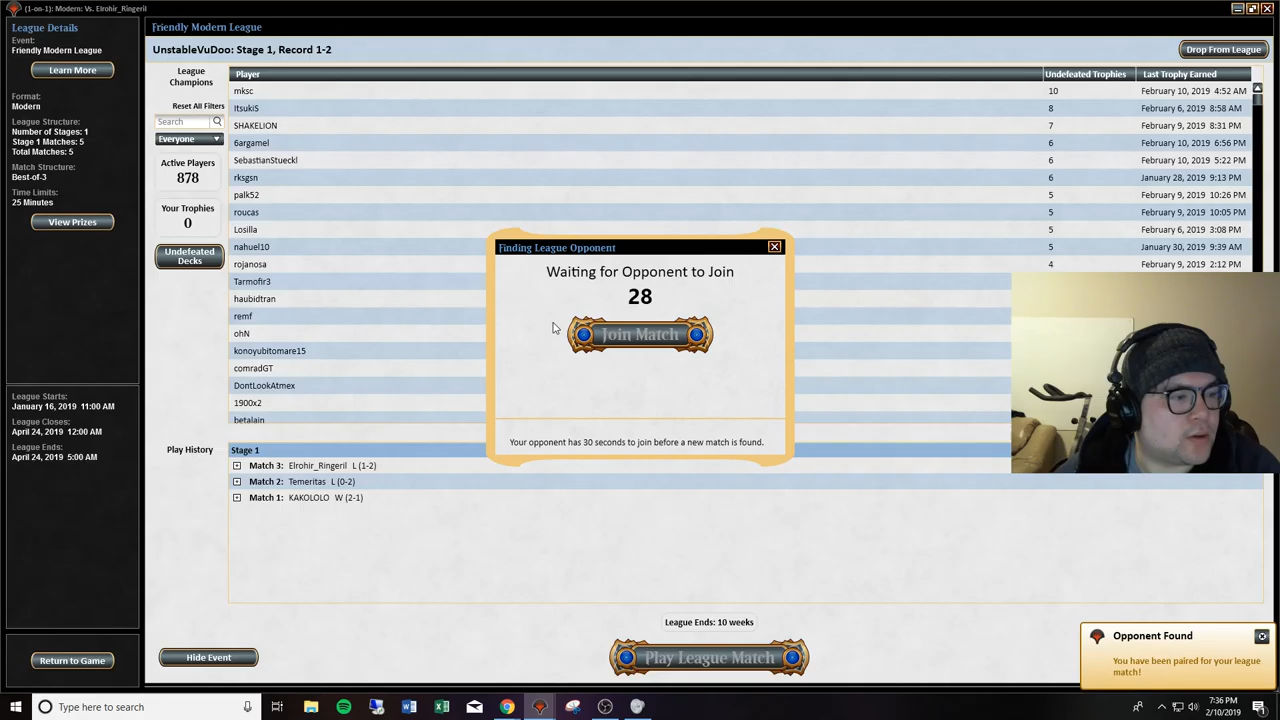 (1-on-1): Modern: Vs. Elrohir_Ringeril
League Details
Event:
Friendly Modern League
Learn More
Format:
Modern
League Structure:
Number of Stages: 1
Stage 1 Matches: 5
Total Matches: 5
Match Structure:
Best-of-3
Time Limits:
25 Minutes
View Prizes
League Starts:
January 16, 2019 11:00 AM
League Closes:
April 24, 2019 12:00 AM
League Ends:
April 24, 2019 5:00 AM
Return to Game
Friendly Modern League
UnstableVuDoo: Stage 1, Record 1-2
Drop From League
League
Champions
Reset All Filters
Search
Everyone
Active Players
878
Your Trophies
0
Undefeated
Decks
Player Undefeated Trophies Last Trophy Earned
mksc 10 February 10, 2019 4:52 AM
ItsukiS 8 February 6, 2019 8:58 AM
SHAKELION 7 February 9, 2019 8:31 PM
6argamel 6 February 10, 2019 6:56 PM
SebastianStueckl 6 February 10, 2019 5:22 PM
rksgsn 6 January 28, 2019 9:13 PM
palk52 5 February 9, 2019 10:26 PM
roucas 5 February 9, 2019 10:05 PM
Losilla 5 February 6, 2019 3:08 PM
nahuel10 5 January 30, 2019 9:39 AM
rojanosa 4 February 9, 2019 2:12 PM
Tarmofir3
haubidtran
remf
ohN
konoyubitomare15
comradGT
DontLookAtmex
1900x2
betalain
Finding League Opponent
Waiting for Opponent to Join
28
Join Match
Your opponent has 30 seconds to join before a new match is found.
Play History
Stage 1
Match 3: Elrohir_Ringeril L (1-2)
Match 2: Temeritas L (0-2)
Match 1: KAKOLOLO W (2-1)
League Ends: 10 weeks
Hide Event
Play League Match
Opponent Found
You have been paired for your league
match!
Type here to search
7:36 PM
2/10/2019